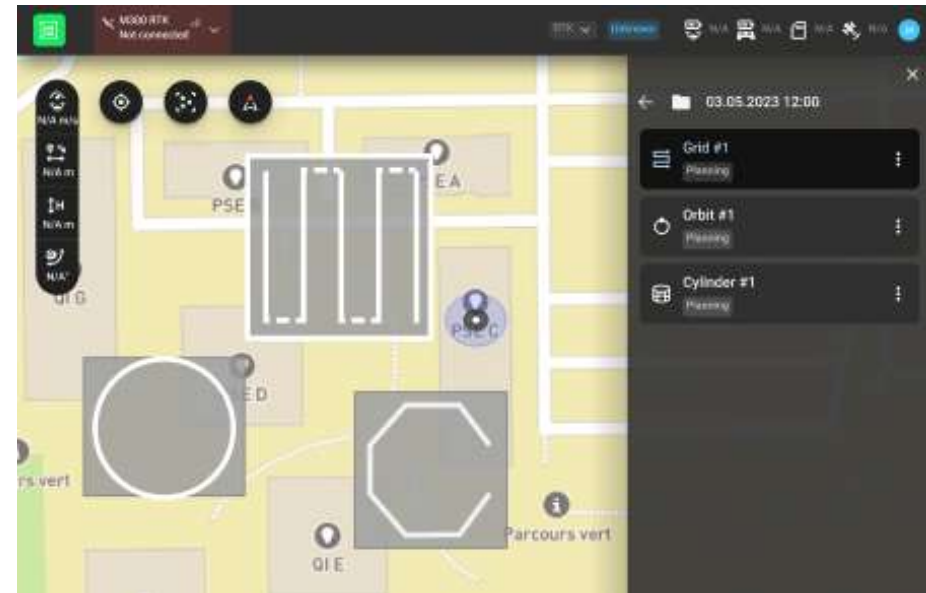 M300 RTK
Not connected
RTK
Unknown
N/A
N/A
N/A
N/A
03.05.2023 12:00
N/A m/s
N/A m
N/A m
N/A°
Grid #1
Planning
Orbit #1
Planning
Cylinder #1
Planning
E A
PSE
QI G
PSE C
E D
rs vert
Parcours vert
QI E